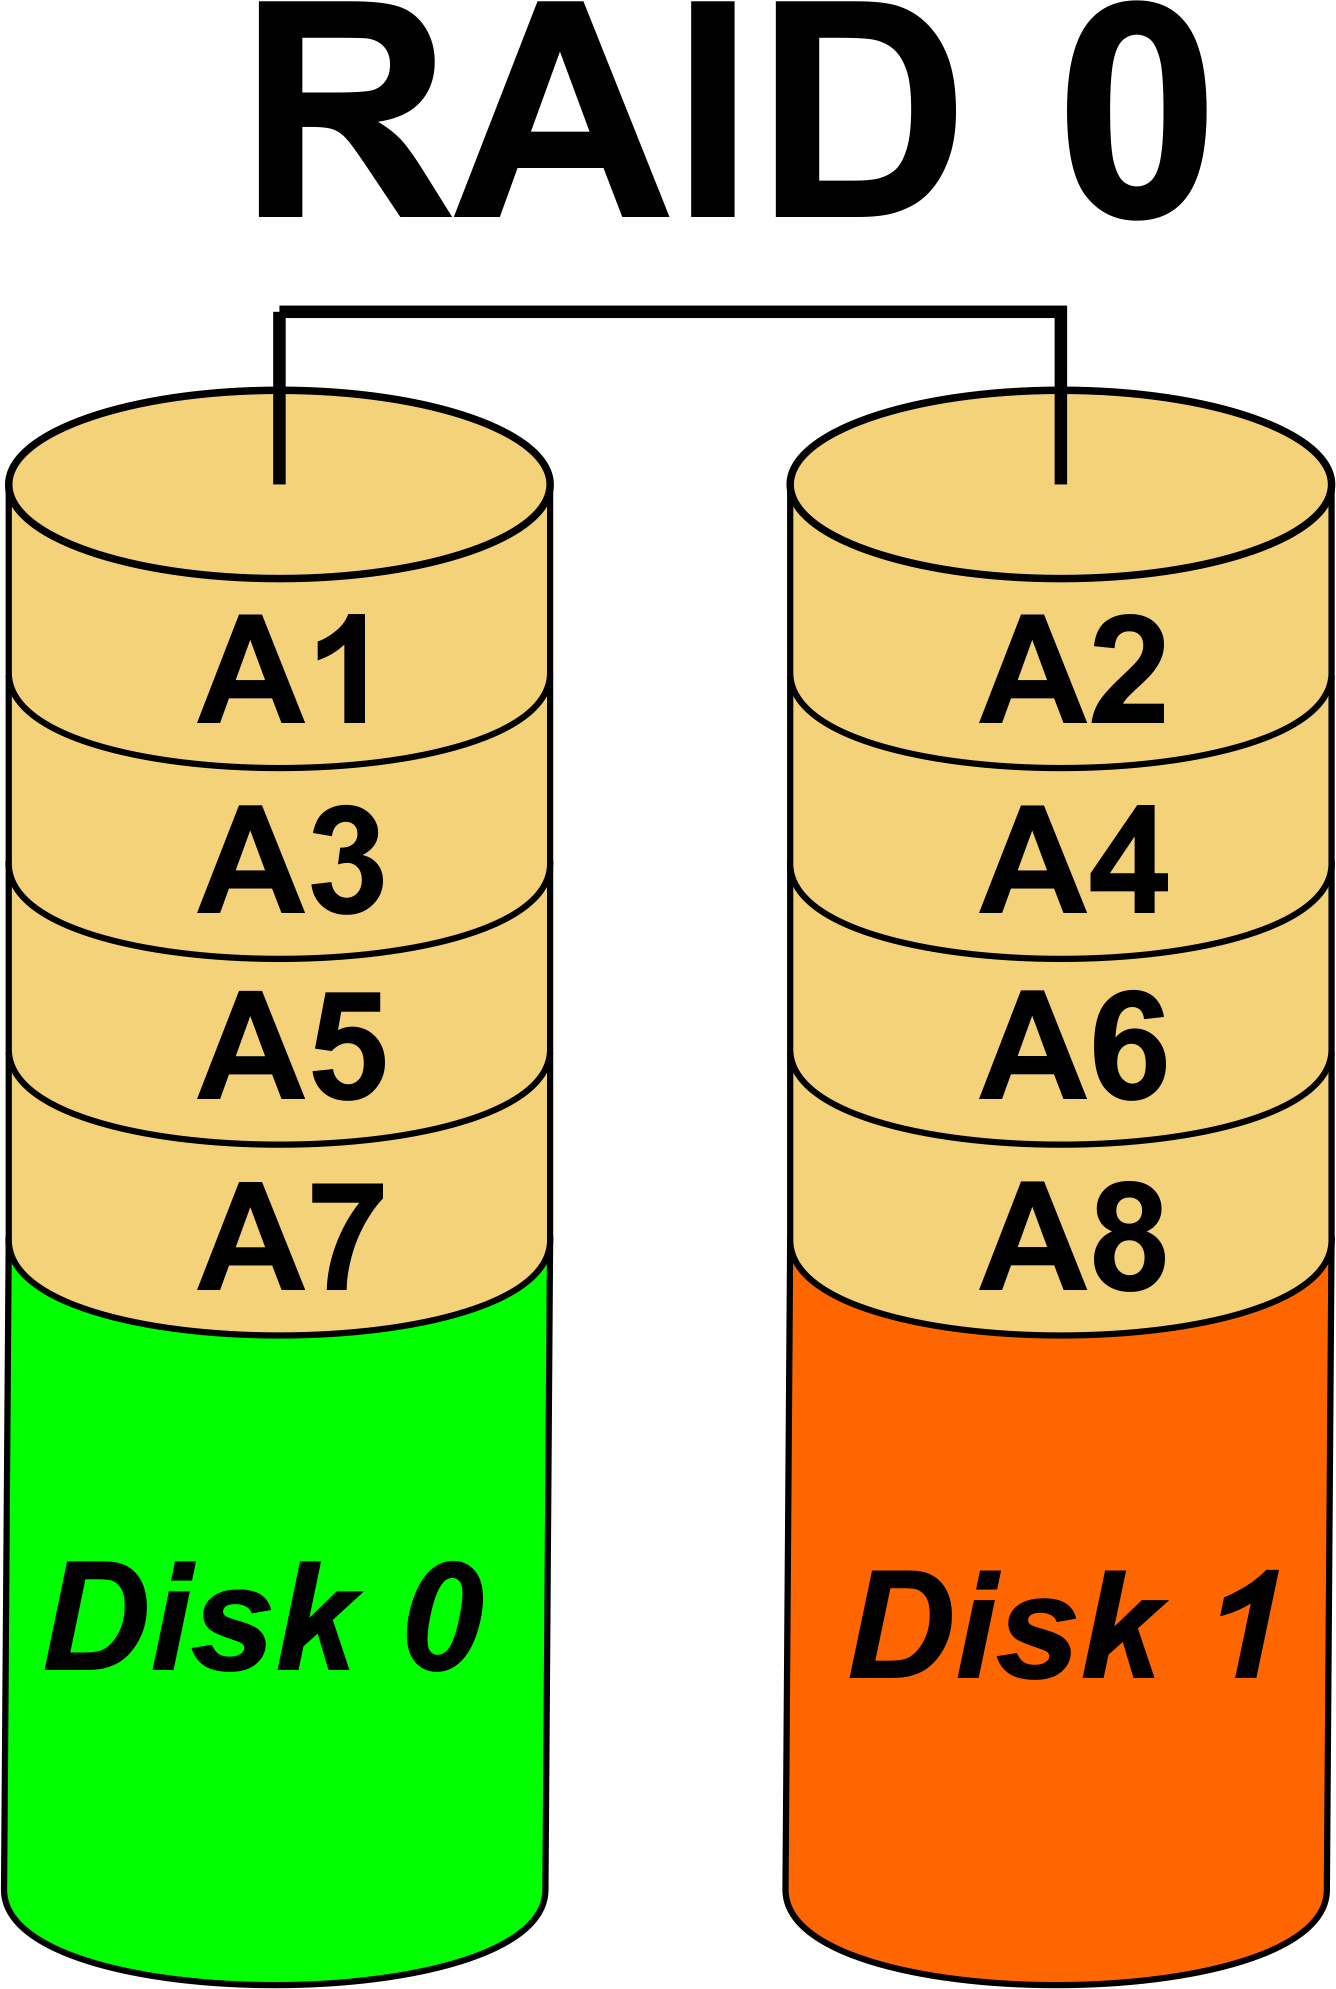 RAID 0
A1 A2
A3 A4
A5 A6
A7 A8
Disk 0 Disk 1